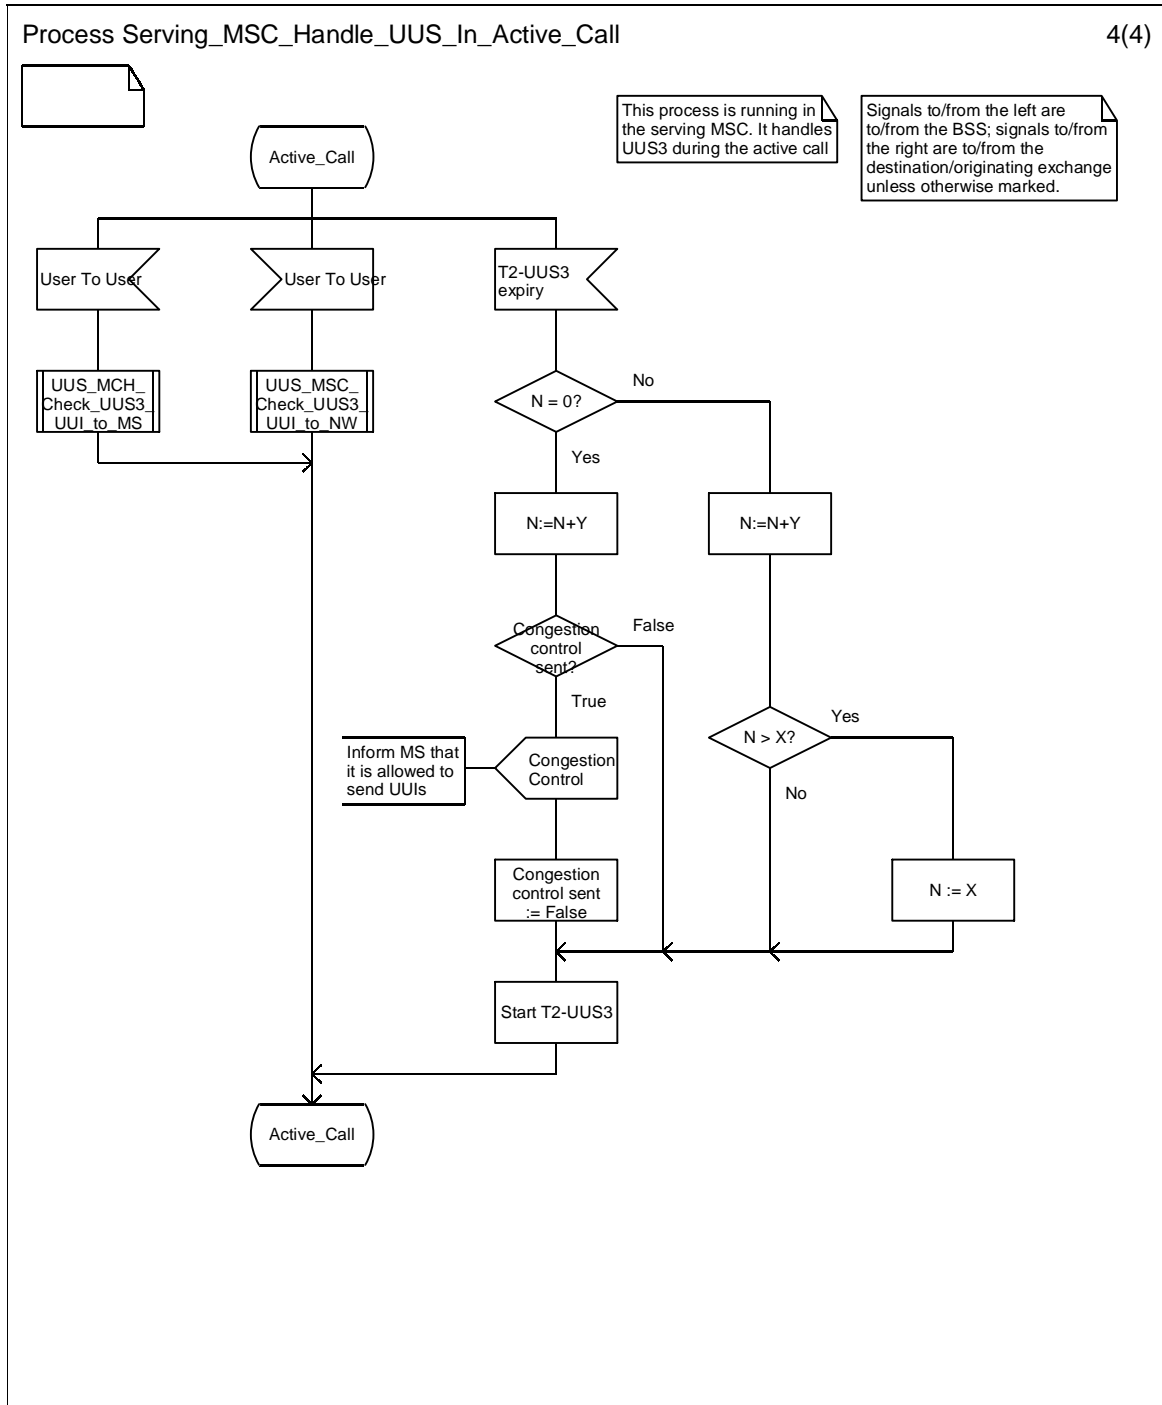 Process Serving_MSC_Handle_UUS_In_Active_Call
4(4)
This process is running in
the serving MSC. It handles
UUS3 during the active call
Signals to/from the left are
to/from the BSS; signals to/from
the right are to/from the
destination/originating exchange
unless otherwise marked.
Active_Call
User To User
User To User
T2-UUS3
expiry
UUS_MCH_
Check_UUS3_
UUI_to_MS
UUS_MSC_
Check_UUS3_
UUI_to_NW
N = 0?
No
Yes
N:=N+Y
N:=N+Y
Congestion
control
sent?
False
True
N > X?
Yes
No
Inform MS that
it is allowed to
send UUIs
Congestion
Control
Congestion
control sent
:= False
N := X
Start T2-UUS3
Active_Call